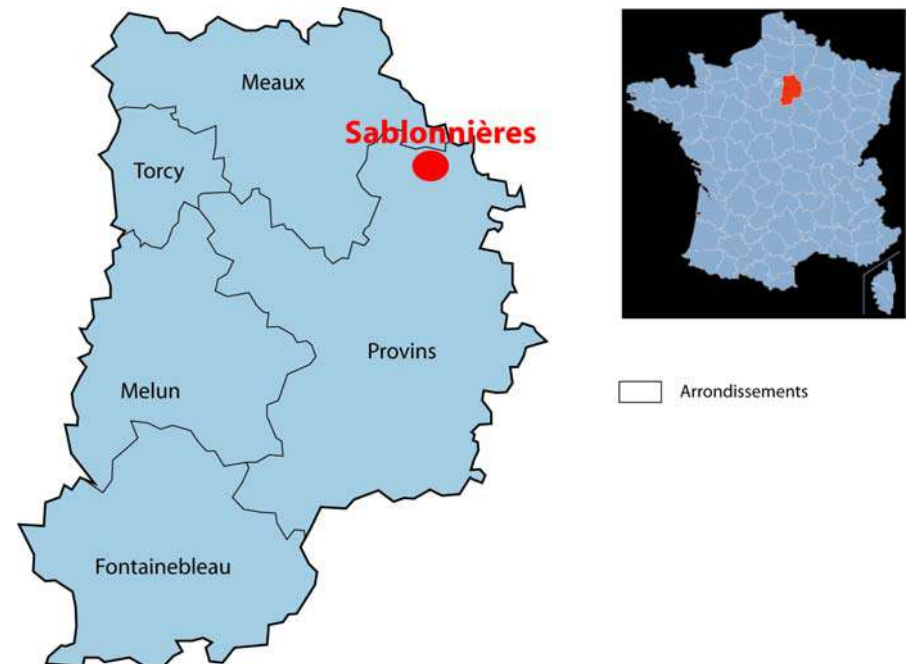 Meaux
Sablonnières
Torcy
Provins
Melun
Arrondissements
Fontainebleau